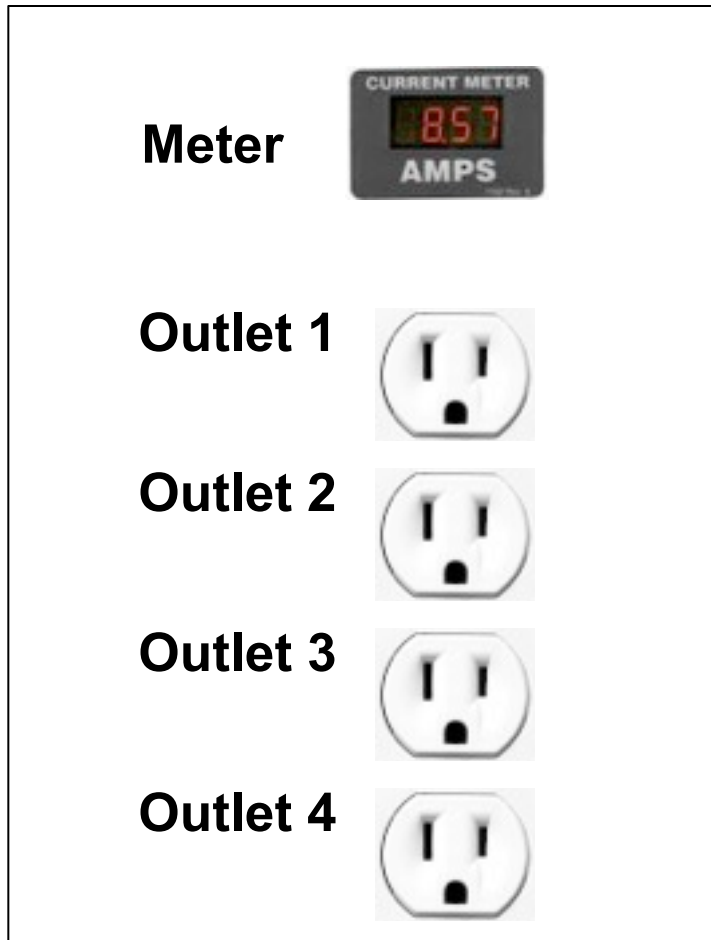 Meter
CURRENT METER
8.57
AMPS
Outlet 1
Outlet 2
Outlet 3
Outlet 4